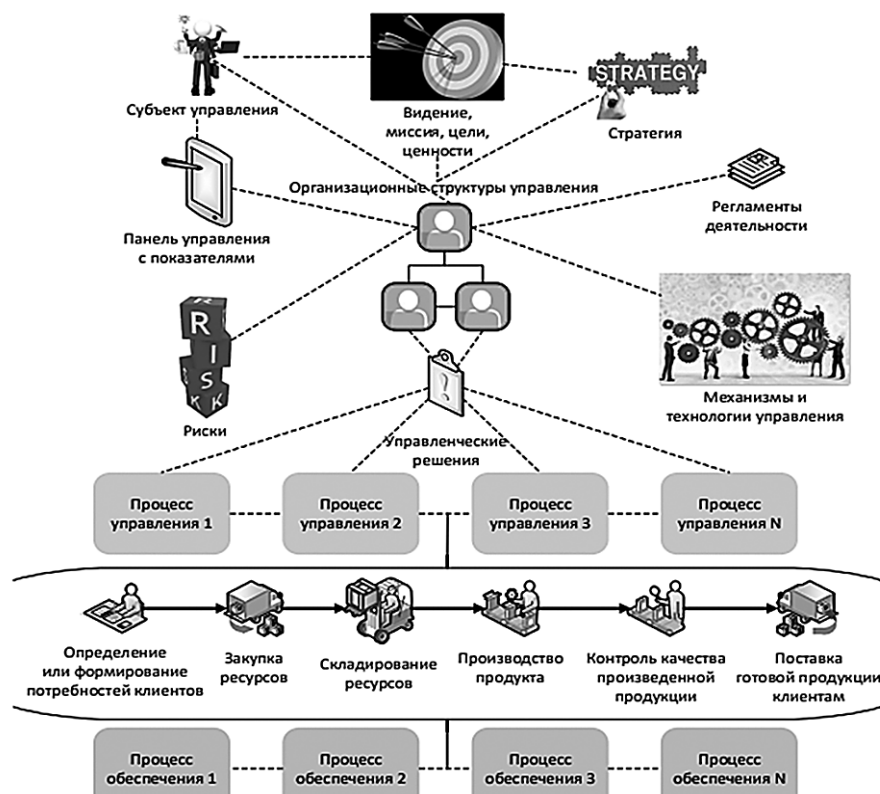 STRATEGY
Субъект управления
Видение,
миссия, цели,
ценности
Стратегия
Организационные структуры управления
Регламенты
деятельности
Панель управления
с показателями
R
R
I
S
S
K
K
Риски
Механизмы и
технологии управления
!
Управленческие
решения
Процесс
управления 1
Процесс
управления 2
Процесс
управления 3
Процесс
управления N
Определение
или формирование
потребностей клиентов
Закупка
ресурсов
Складирование
ресурсов
Производство
продукта
Контроль качества
произведенной
продукции
Поставка
готовой продукции
клиентам
Процесс
обеспечения 1
Процесс
обеспечения 2
Процесс
обеспечения 3
Процесс
обеспечения N